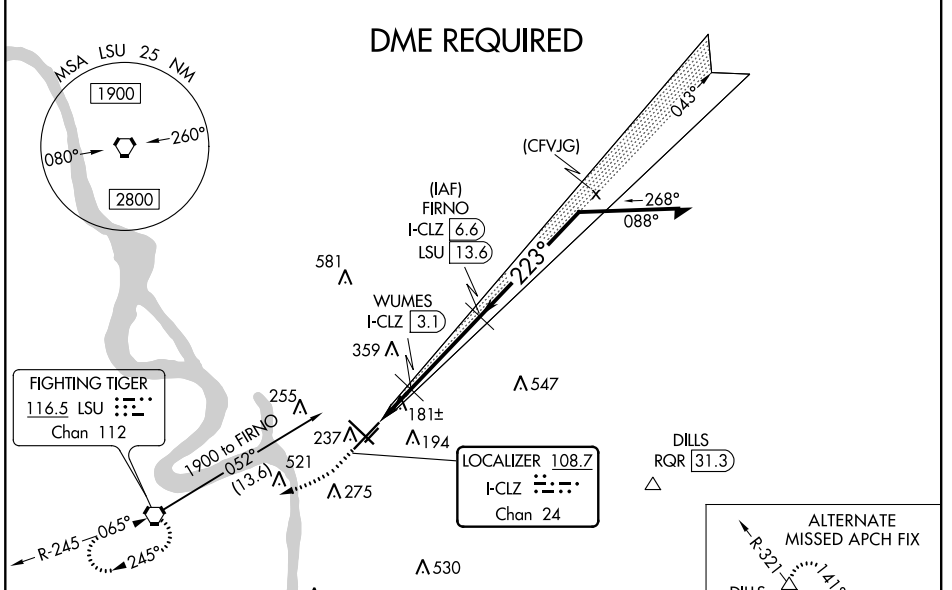 DME REQUIRED
MSA LSU 25 NM
1900
260°
080°
2800
043°
(CFVJG)
(IAF)
FIRNO
I-CLZ 6.6
LSU 13.6
268°
088°
223°
581
WUMES
I-CLZ 3.1
359
547
FIGHTING TIGER
116.5 LSU
Chan 112
255
181±
237
194
1900 to FIRNO
052°
(13.6)
521
275
LOCALIZER 108.7
I-CLZ
Chan 24
DILLS
RQR 31.3
R-245
065°
245°
530
ALTERNATE
MISSED APCH FIX
R-321
141°
DILLS